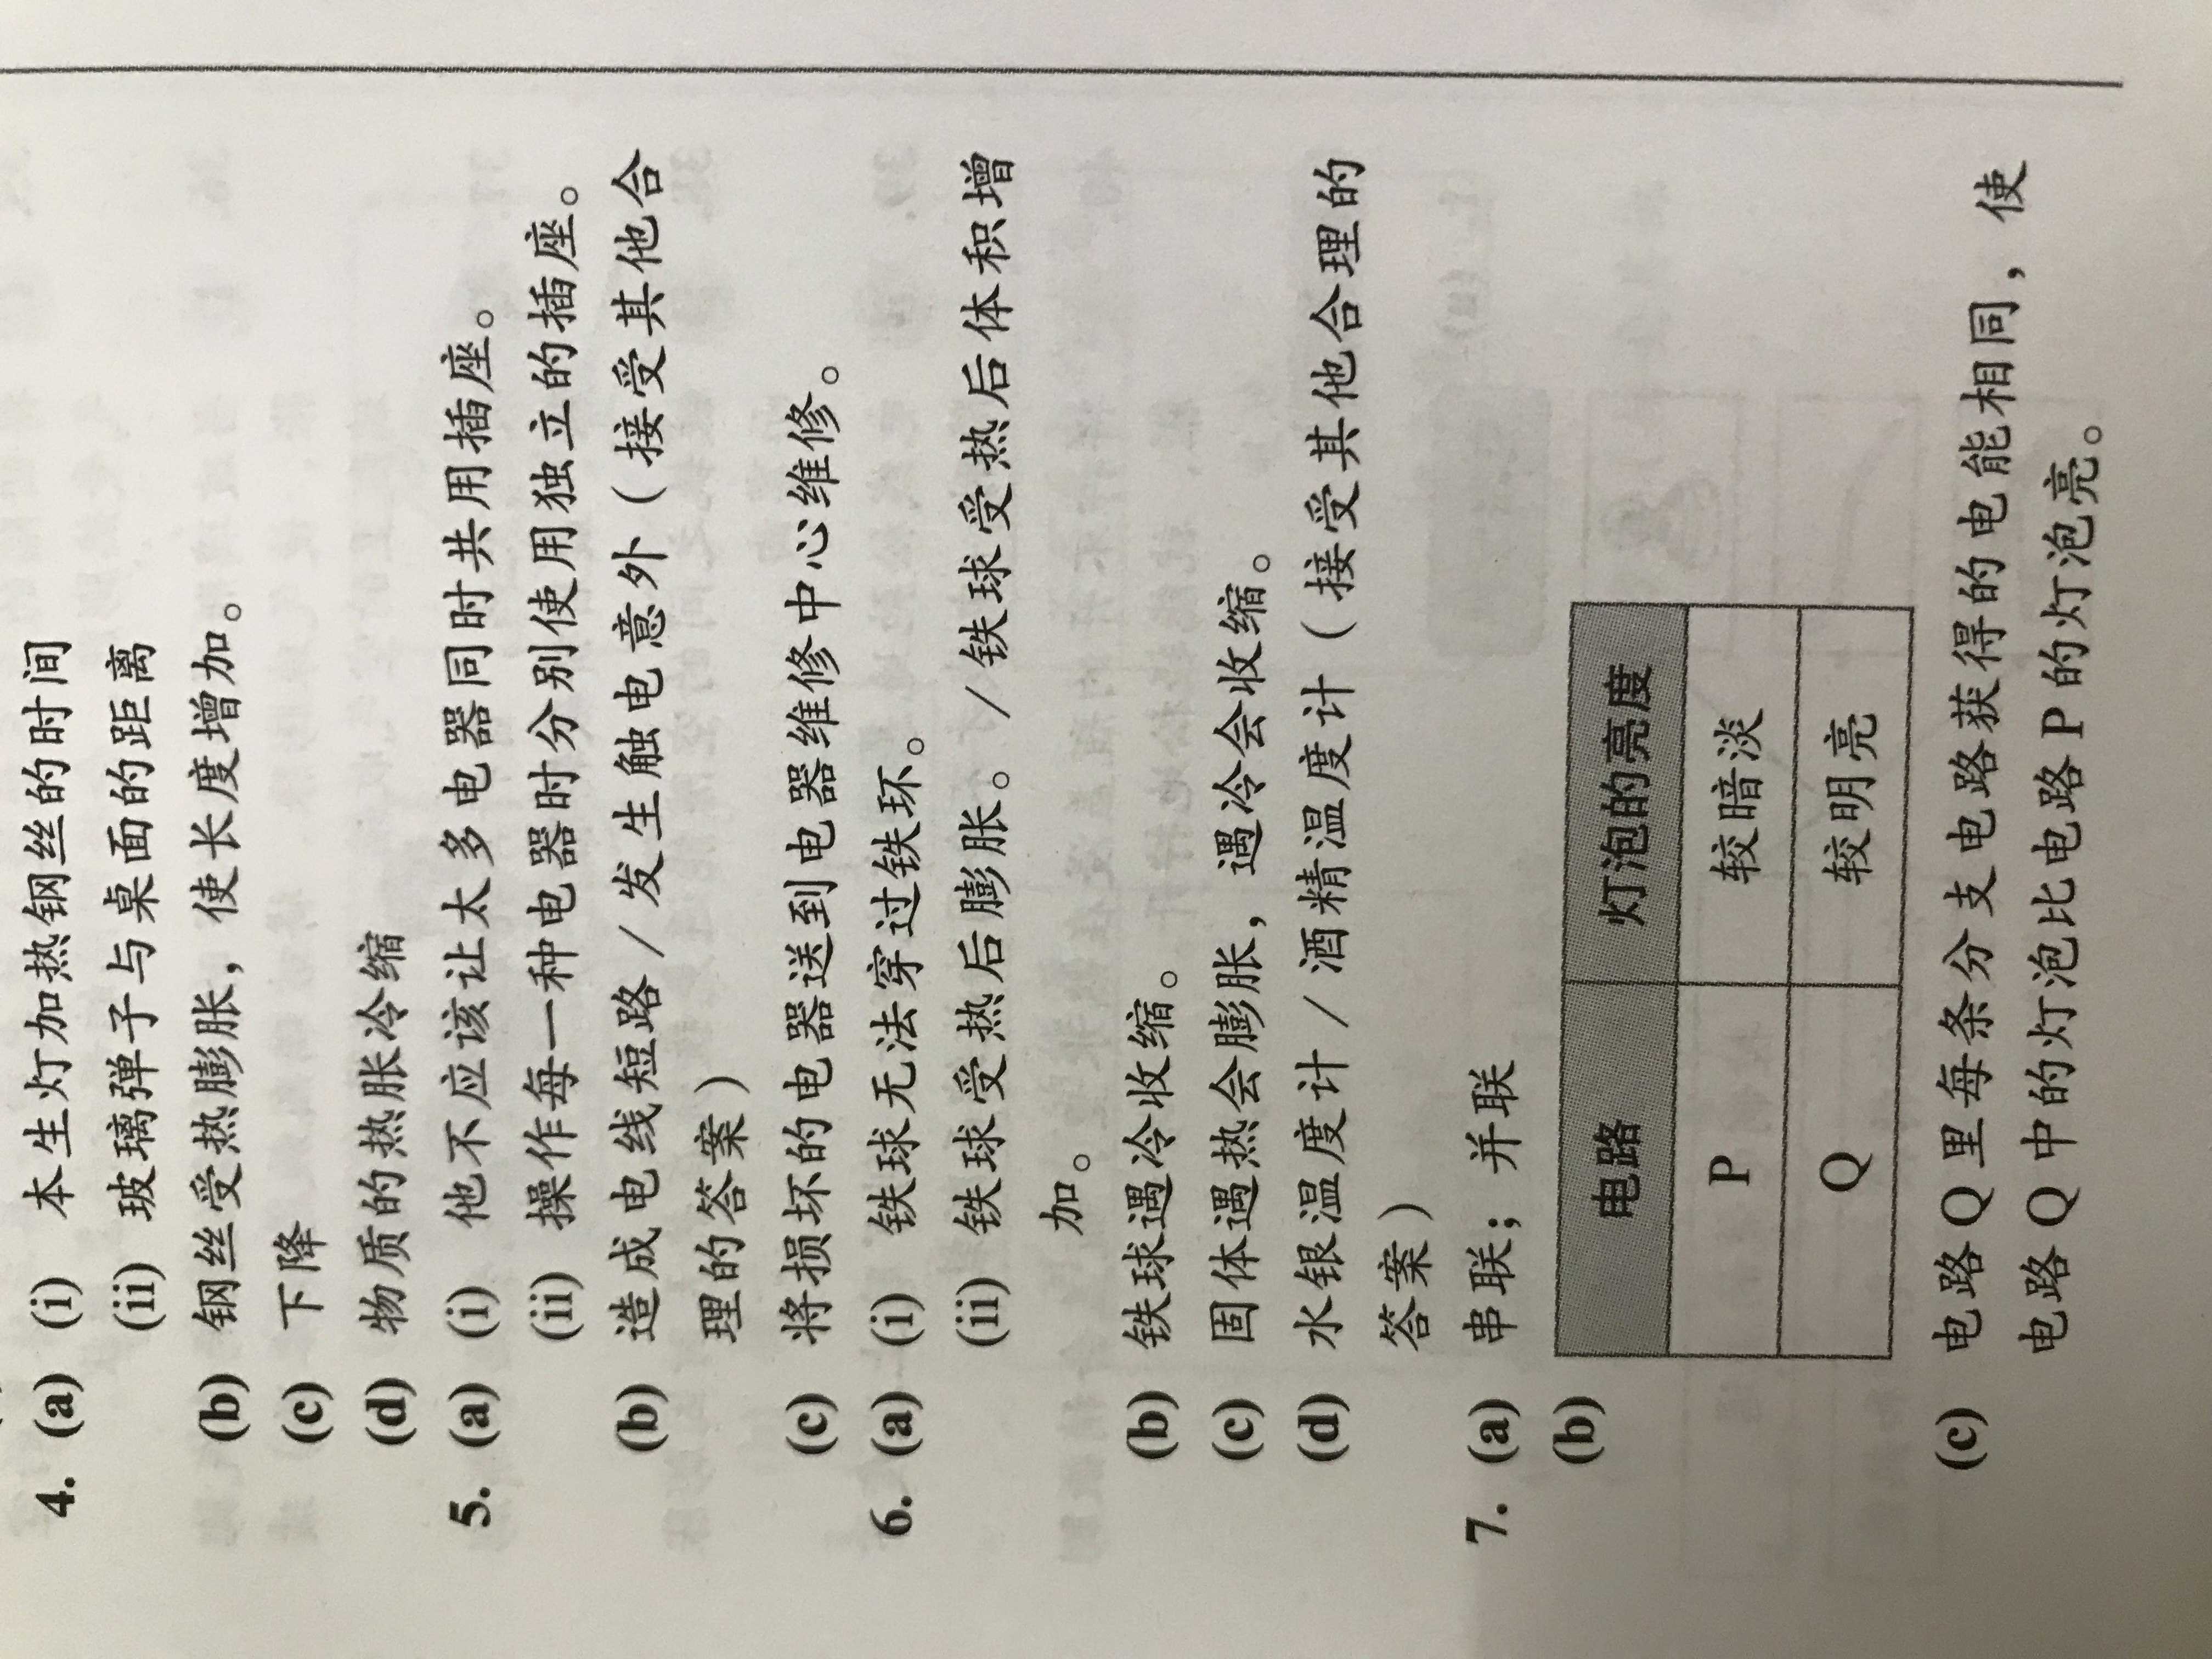 4. (a) (i) 本生灯加热钢丝的时间
(ii) 玻璃弹子与桌面的距离
(b) 钢丝受热膨胀，使长度增加。
(c) 下降
(d) 物质的热胀冷缩
5. (a) (i) 他不应该让太多电器同时共用插座。
(ii) 操作每一种电器时分别使用独立的插座。
(b) 造成电线短路 / 发生触电意外（接受其他合
理的答案）
(c) 将损坏的电器送到电器维修中心维修。
6. (a) (i) 铁球无法穿过铁环。
(ii) 铁球受热后膨胀。/ 铁球受热后体积增
加。
(b) 铁球遇冷收缩。
(c) 固体遇热会膨胀，遇冷会收缩。
(d) 水银温度计 / 酒精温度计（接受其他合理的
答案）
7. (a) 串联；并联
(b)
电路 灯泡的亮度
P 较暗淡
Q 较明亮
(c) 电路 Q 里每条分支电路获得的电能相同，使
电路 Q 中的灯泡比电路 P 的灯泡亮。